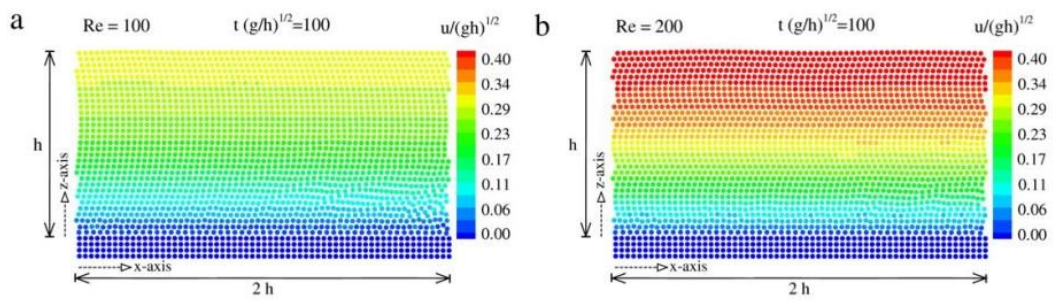 a
Re = 100
t (g/h)^1/2=100
u/(gh)^1/2
0.40
0.34
0.29
0.23
0.17
0.11
0.06
0.00
h
z-axis
x-axis
2 h
b
Re = 200
t (g/h)^1/2=100
u/(gh)^1/2
0.40
0.34
0.29
0.23
0.17
0.11
0.06
0.00
h
z-axis
x-axis
2 h